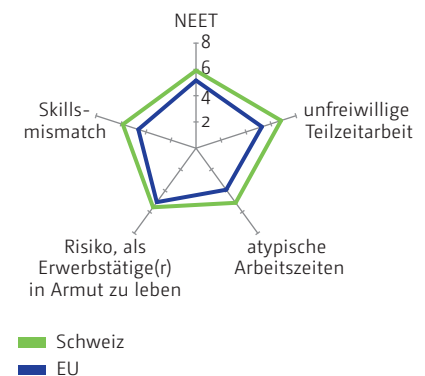 NEET
8
6
4
2
Skills-
mismatch
unfreiwillige
Teilzeitarbeit
Risiko, als
Erwerbstätige(r)
in Armut zu leben
atypische
Arbeitszeiten
Schweiz
EU